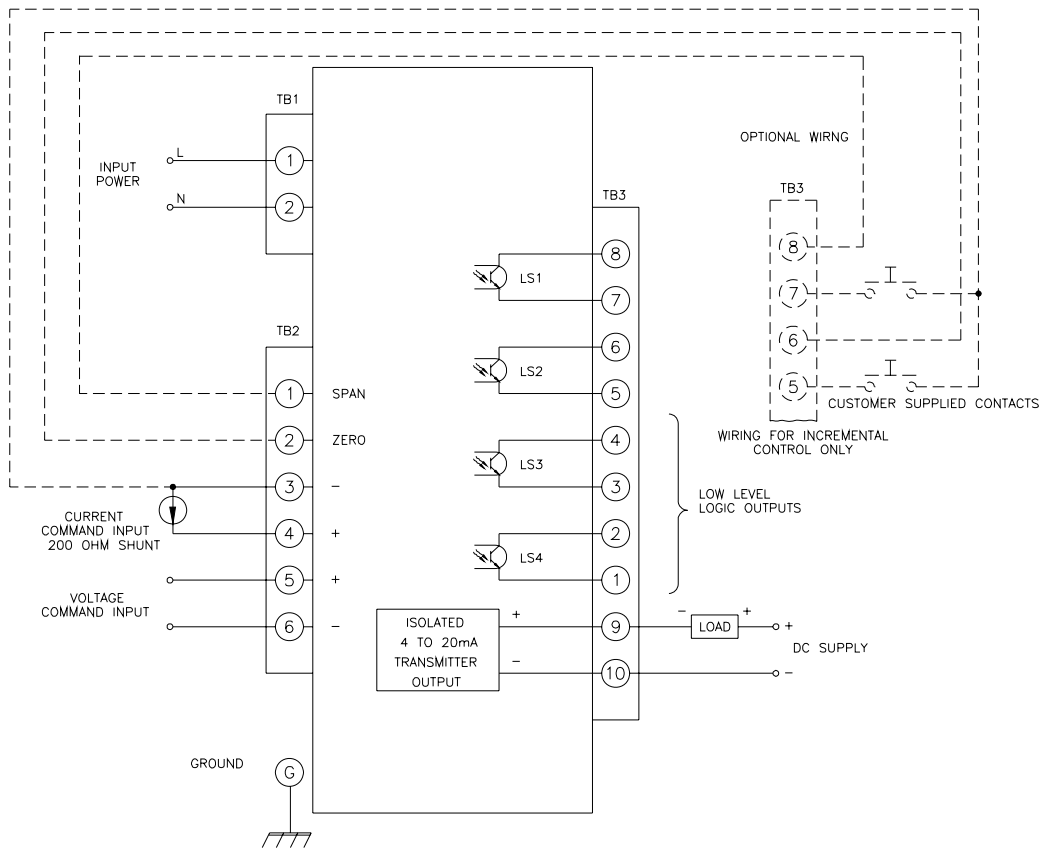 TB1
INPUT
POWER
L
N
1
2
OPTIONAL WIRNG
TB3
8
7
6
5
CUSTOMER SUPPLIED CONTACTS
WIRING FOR INCREMENTAL
CONTROL ONLY
TB3
LS1
8
7
LS2
6
5
LS3
4
3
LS4
2
1
LOW LEVEL
LOGIC OUTPUTS
TB2
1 SPAN
2 ZERO
3 -
4 +
5 +
6 -
CURRENT
COMMAND INPUT
200 OHM SHUNT
VOLTAGE
COMMAND INPUT
ISOLATED
4 TO 20mA
TRANSMITTER
OUTPUT
+ 9 - LOAD + +
DC SUPPLY
- 10 -
GROUND
G